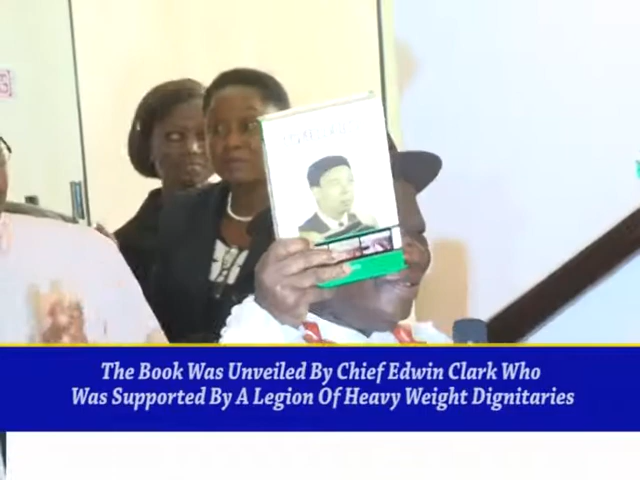 The Book Was Unveiled By Chief Edwin Clark Who
Was Supported By A Legion Of Heavy Weight Dignitaries